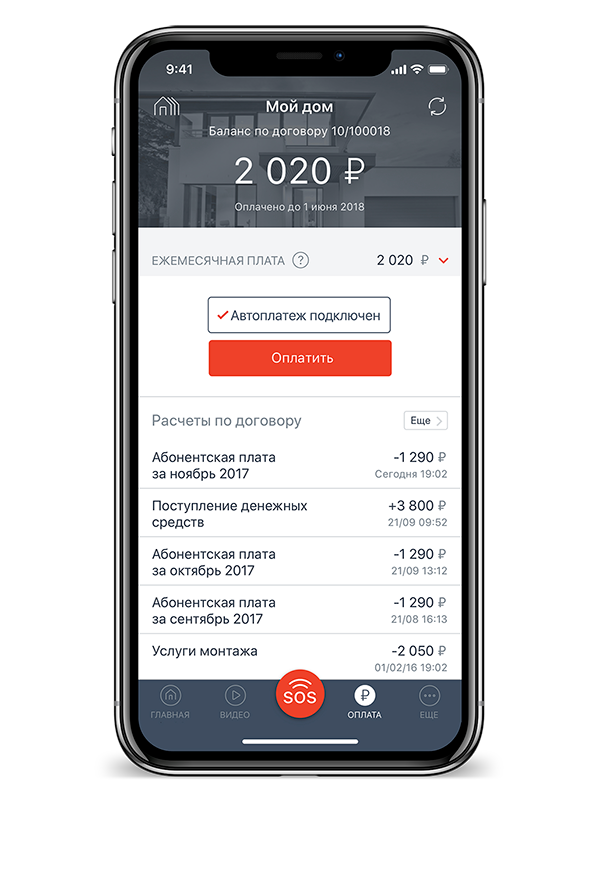 9:41
Мой дом
Баланс по договору 10/100018
2 020 ₽
Оплачено до 1 июня 2018
ЕЖЕМЕСЯЧНАЯ ПЛАТА ? 2 020 ₽
Автоплатеж подключен
Оплатить
Расчеты по договору Еще
Абонентская плата -1 290 ₽
за ноябрь 2017 Сегодня 19:02
Поступление денежных +3 800 ₽
средств 21/09 09:52
Абонентская плата -1 290 ₽
за октябрь 2017 21/09 13:12
Абонентская плата -1 290 ₽
за сентябрь 2017 21/08 16:13
Услуги монтажа -2 050 ₽
01/02/16 19:02
SOS
₽
ГЛАВНАЯ ВИДЕО ОПЛАТА ЕЩЕ